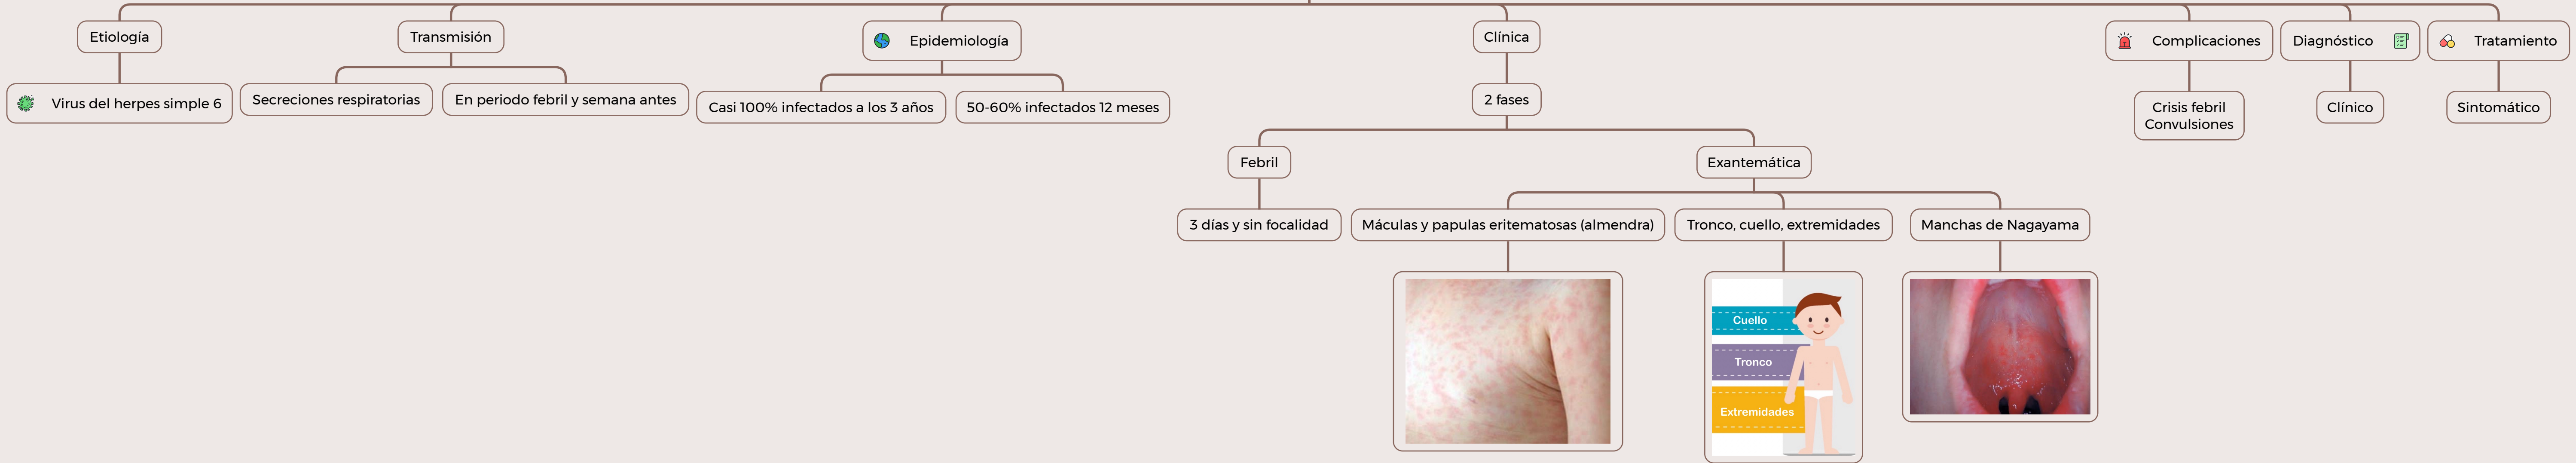 Etiología
Transmisión
Epidemiología
Clínica
Complicaciones
Diagnóstico
Tratamiento
Virus del herpes simple 6
Secreciones respiratorias
En periodo febril y semana antes
Casi 100% infectados a los 3 años
50-60% infectados 12 meses
2 fases
Crisis febril
Convulsiones
Clínico
Sintomático
Febril
Exantemática
3 días y sin focalidad
Máculas y papulas eritematosas (almendra)
Tronco, cuello, extremidades
Manchas de Nagayama
Cuello
Tronco
Extremidades